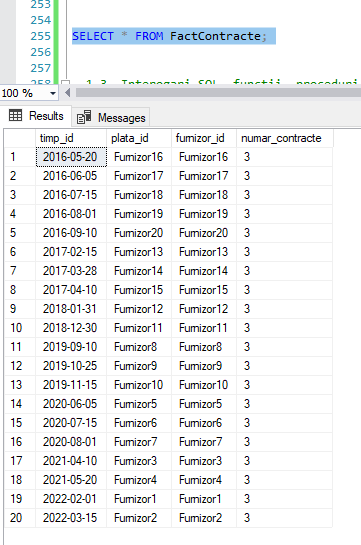 253
254
255 SELECT * FROM FactContracte;
256
257
100 %
Results Messages
timp_id plata_id furnizor_id numar_contracte
1 2016-05-20 Furnizor16 Furnizor16 3
2 2016-06-05 Furnizor17 Furnizor17 3
3 2016-07-15 Furnizor18 Furnizor18 3
4 2016-08-01 Furnizor19 Furnizor19 3
5 2016-09-10 Furnizor20 Furnizor20 3
6 2017-02-15 Furnizor13 Furnizor13 3
7 2017-03-28 Furnizor14 Furnizor14 3
8 2017-04-10 Furnizor15 Furnizor15 3
9 2018-01-31 Furnizor12 Furnizor12 3
10 2018-12-30 Furnizor11 Furnizor11 3
11 2019-09-10 Furnizor8 Furnizor8 3
12 2019-10-25 Furnizor9 Furnizor9 3
13 2019-11-15 Furnizor10 Furnizor10 3
14 2020-06-05 Furnizor5 Furnizor5 3
15 2020-07-15 Furnizor6 Furnizor6 3
16 2020-08-01 Furnizor7 Furnizor7 3
17 2021-04-10 Furnizor3 Furnizor3 3
18 2021-05-20 Furnizor4 Furnizor4 3
19 2022-02-01 Furnizor1 Furnizor1 3
20 2022-03-15 Furnizor2 Furnizor2 3